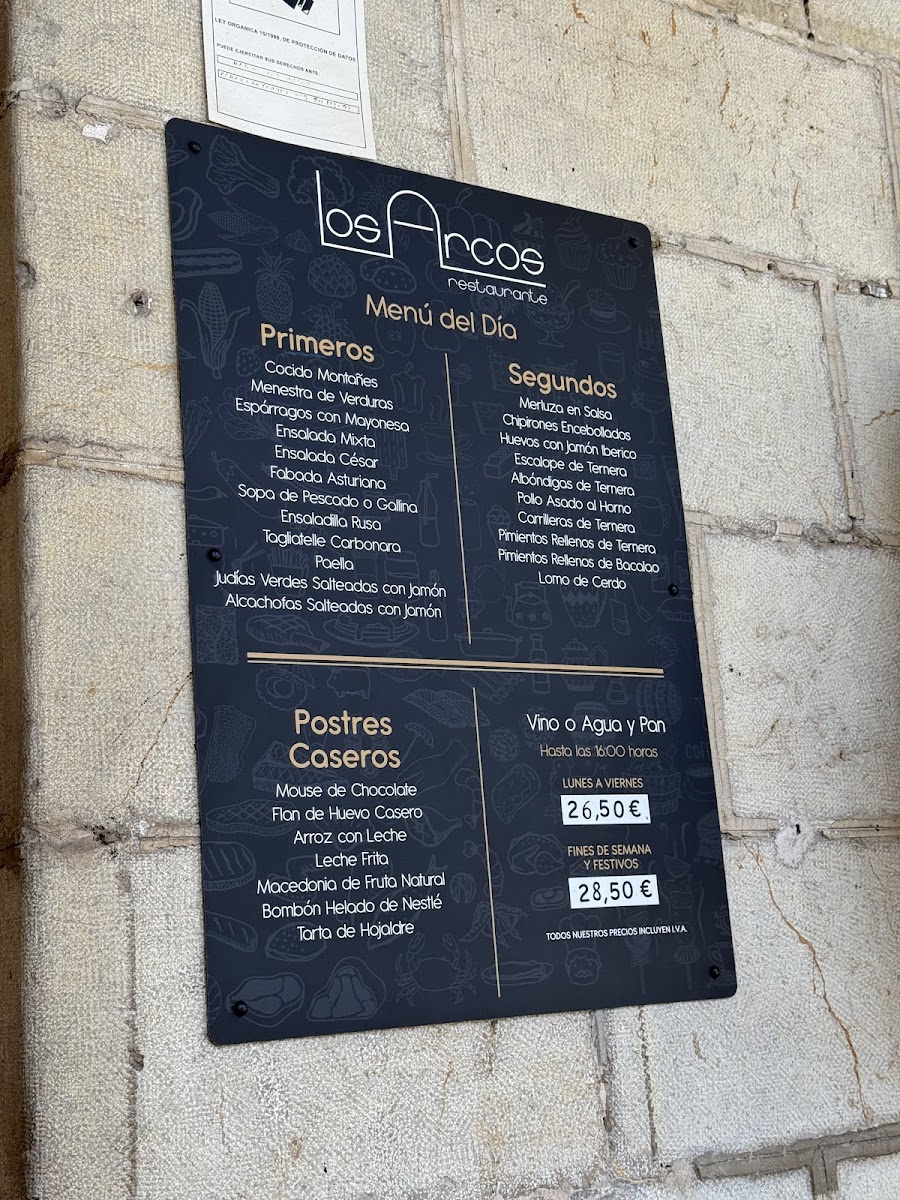 LEY ORGANICA 15/1999, DE PROTECCIÓN DE DATOS
PUEDE EJERCITAR SUS DERECHOS ANTE:
Los Arcos
restaurante
Menú del Día
Primeros
Cocido Montañes
Menestra de Verduras
Espárragos con Mayonesa
Ensalada Mixta
Ensalada César
Fabada Asturiana
Sopa de Pescado o Gallina
Ensaladilla Rusa
Tagliatelle Carbonara
Paella
Judías Verdes Salteadas con Jamón
Alcachofas Salteadas con Jamón
Segundos
Merluza en Salsa
Chipirones Encebollados
Huevos con Jamón Iberico
Escalope de Ternera
Albóndigas de Ternera
Pollo Asado al Horno
Carrilleras de Ternera
Pimientos Rellenos de Ternera
Pimientos Rellenos de Bacalao
Lomo de Cerdo
Postres
Caseros
Mouse de Chocolate
Flan de Huevo Casero
Arroz con Leche
Leche Frita
Macedonia de Fruta Natural
Bombón Helado de Nestlé
Tarta de Hojaldre
Vino o Agua y Pan
Hasta las 16:00 horas
LUNES A VIERNES
26,50 €
FINES DE SEMANA
Y FESTIVOS
28,50 €
TODOS NUESTROS PRECIOS INCLUYEN I.V.A.